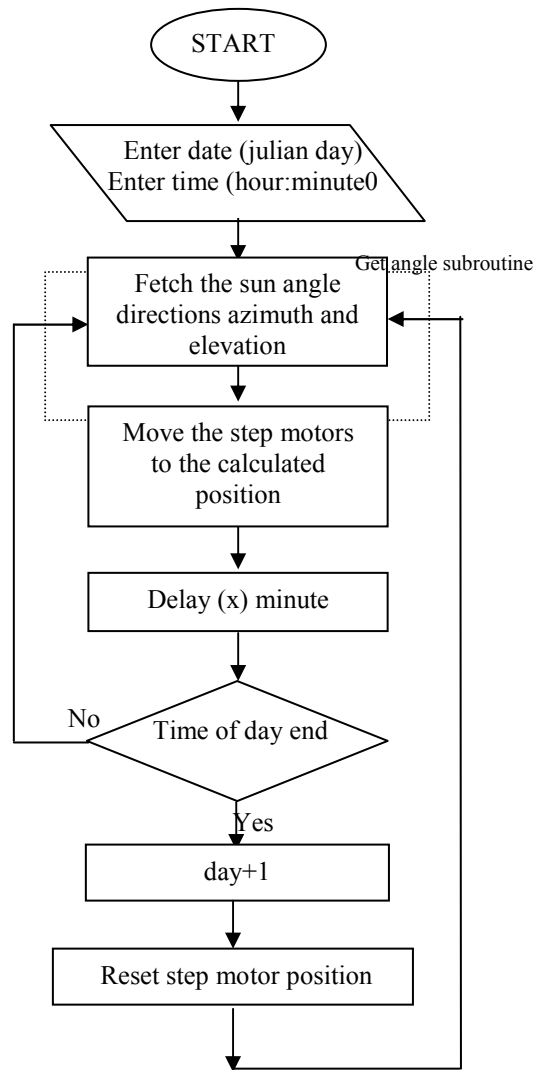 START
Enter date (julian day)
Enter time (hour:minute0
Get angle subroutine
Fetch the sun angle
directions azimuth and
elevation
Move the step motors
to the calculated
position
Delay (x) minute
No
Time of day end
Yes
day+1
Reset step motor position